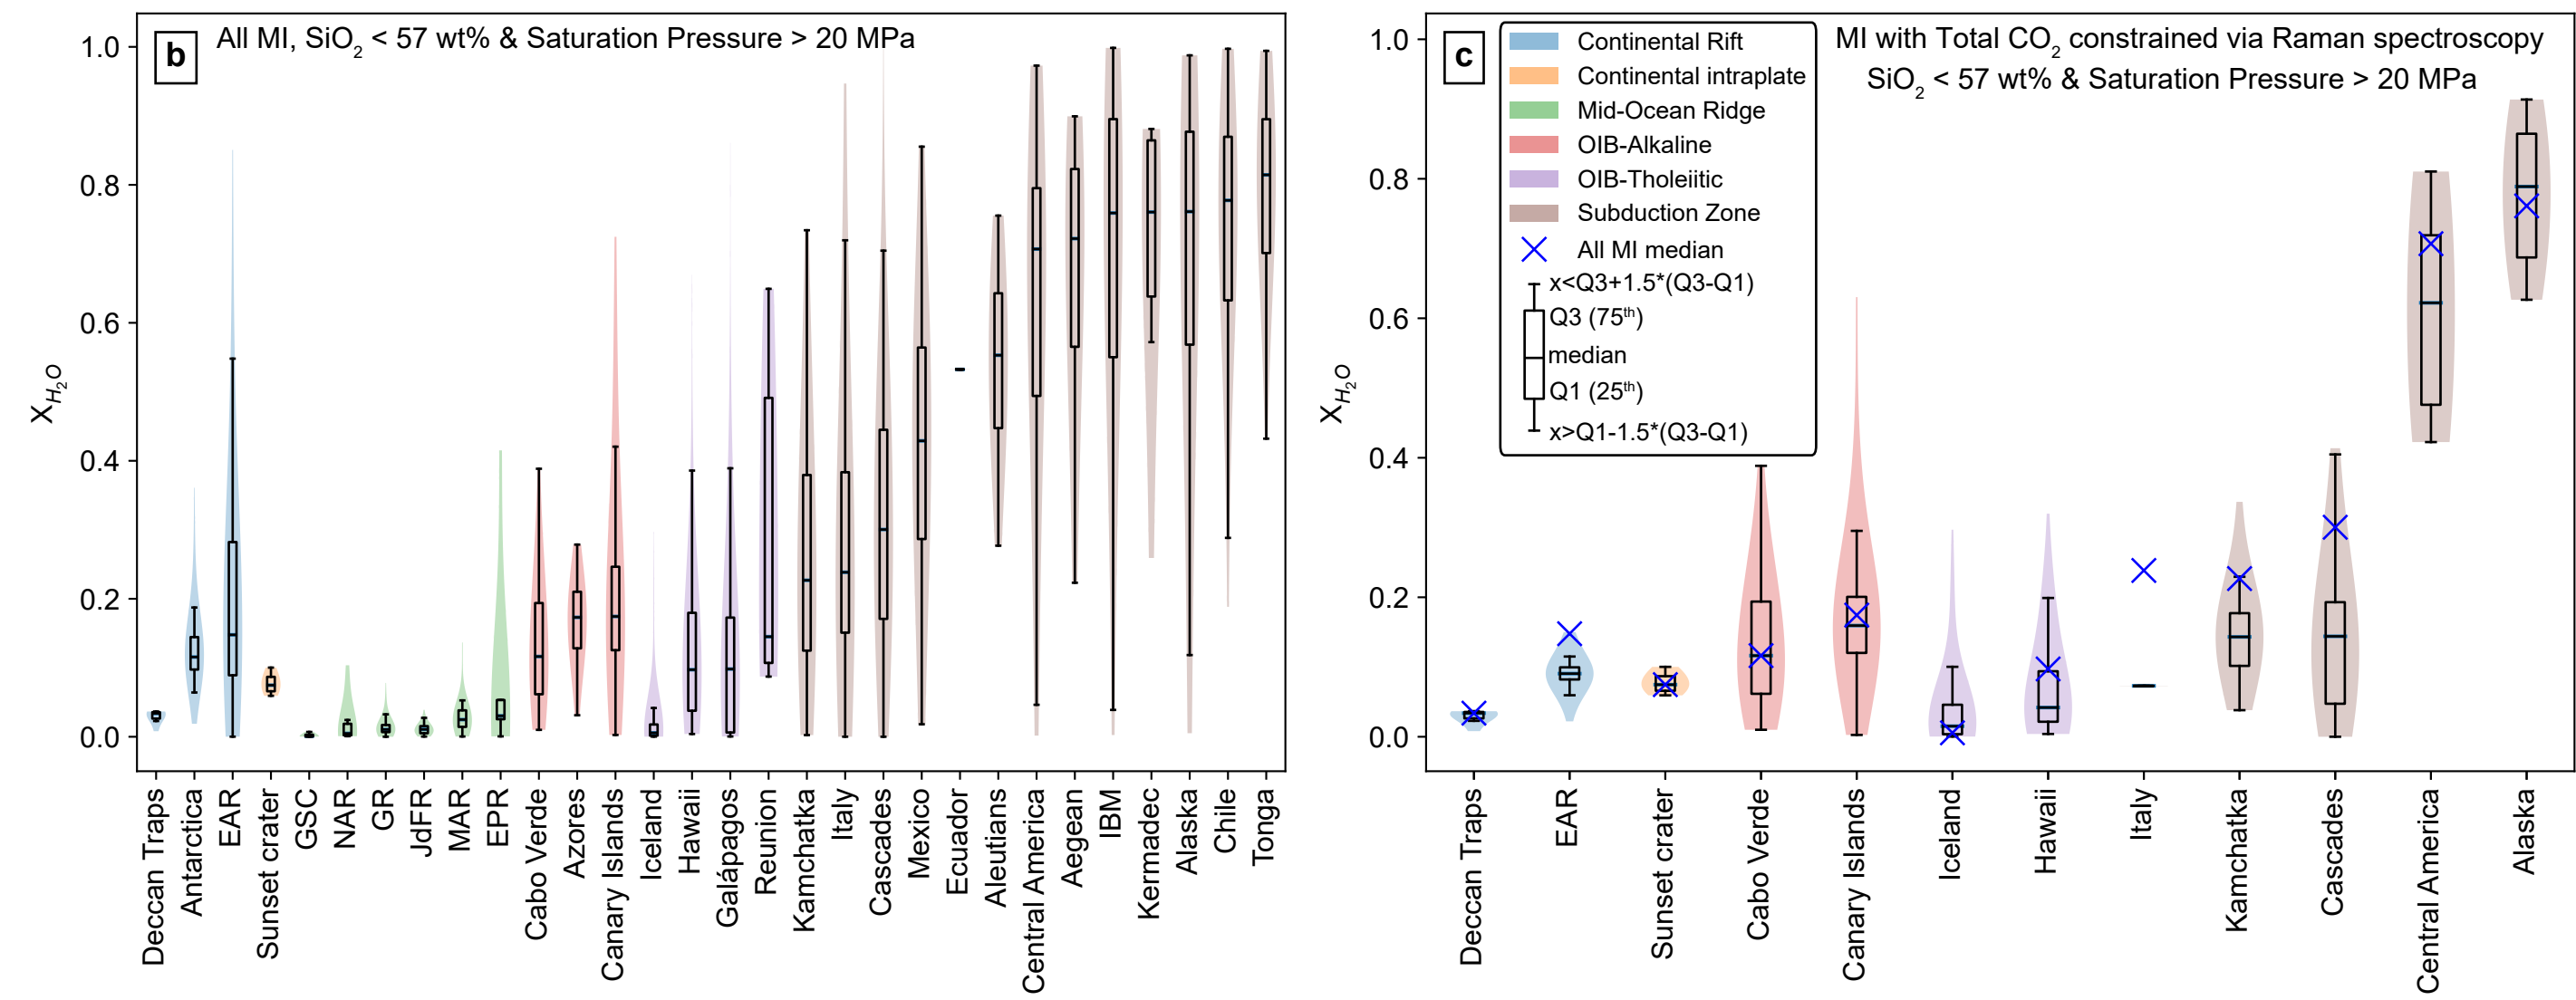 b
All MI, SiO2 < 57 wt% & Saturation Pressure > 20 MPa
1.0
0.8
0.6
0.4
0.2
0.0
XH2O
Deccan Traps
Antarctica
EAR
Sunset crater
GSC
NAR
GR
JdFR
MAR
EPR
Cabo Verde
Azores
Canary Islands
Iceland
Hawaii
Galápagos
Reunion
Kamchatka
Italy
Cascades
Mexico
Ecuador
Aleutians
Central America
Aegean
IBM
Kermadec
Alaska
Chile
Tonga
c
MI with Total CO2 constrained via Raman spectroscopy
SiO2 < 57 wt% & Saturation Pressure > 20 MPa
Continental Rift
Continental intraplate
Mid-Ocean Ridge
OIB-Alkaline
OIB-Tholeiitic
Subduction Zone
All MI median
x<Q3+1.5*(Q3-Q1)
Q3 (75th)
median
Q1 (25th)
x>Q1-1.5*(Q3-Q1)
1.0
0.8
0.6
0.4
0.2
0.0
XH2O
Deccan Traps
EAR
Sunset crater
Cabo Verde
Canary Islands
Iceland
Hawaii
Italy
Kamchatka
Cascades
Central America
Alaska